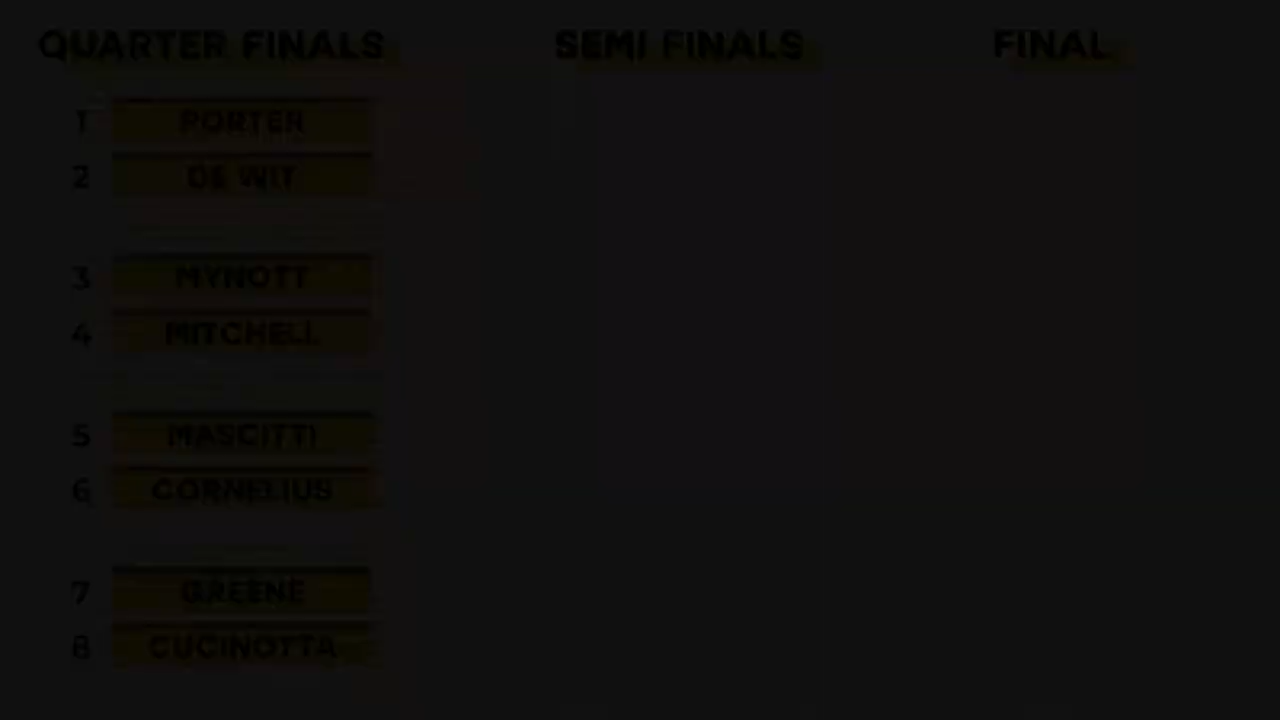 QUARTER FINALS SEMI FINALS FINAL
1 PORTER
2 DE WIT
3 MYNOTT
4 MITCHELL
5 MASCITTI
6 CORNELIUS
7 GREENE
8 CUCINOTTA